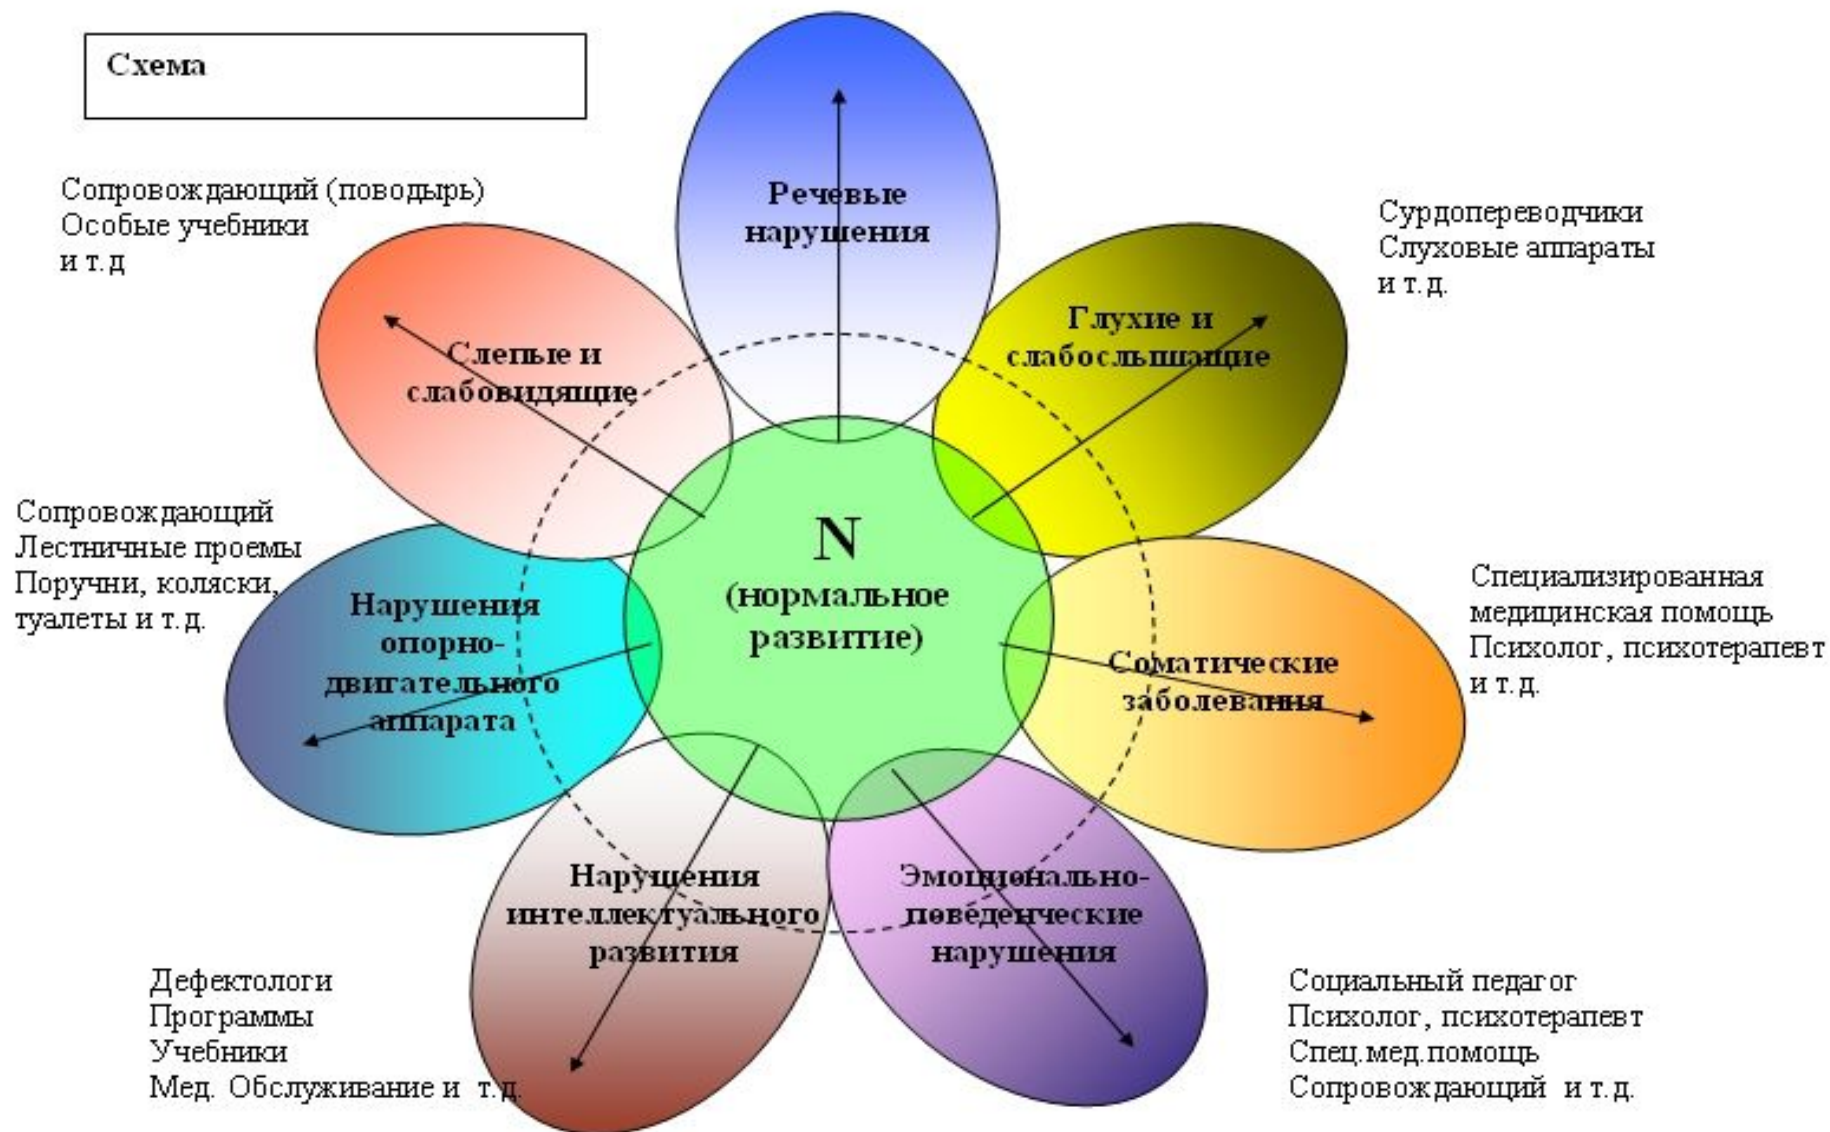 Схема
Сопровождающий (поводырь)
Особые учебники
и т.д
Речевые
нарушения
Сурдопереводчики
Слуховые аппараты
и т.д.
Слепые и
слабовидящие
Глухие и
слабослышащие
Сопровождающий
Лестничные проемы
Поручни, коляски,
туалеты и т.д.
Нарушения
опорно-
двигательного
аппарата
N
(нормальное
развитие)
Соматические
заболевания
Специализированная
медицинская помощь
Психолог, психотерапевт
и т.д.
Нарушения
интеллектуального
развития
Эмоционально-
поведенческие
нарушения
Дефектологи
Программы
Учебники
Мед. Обслуживание и т.д.
Социальный педагог
Психолог, психотерапевт
Спец.мед.помощь
Сопровождающий и т.д.